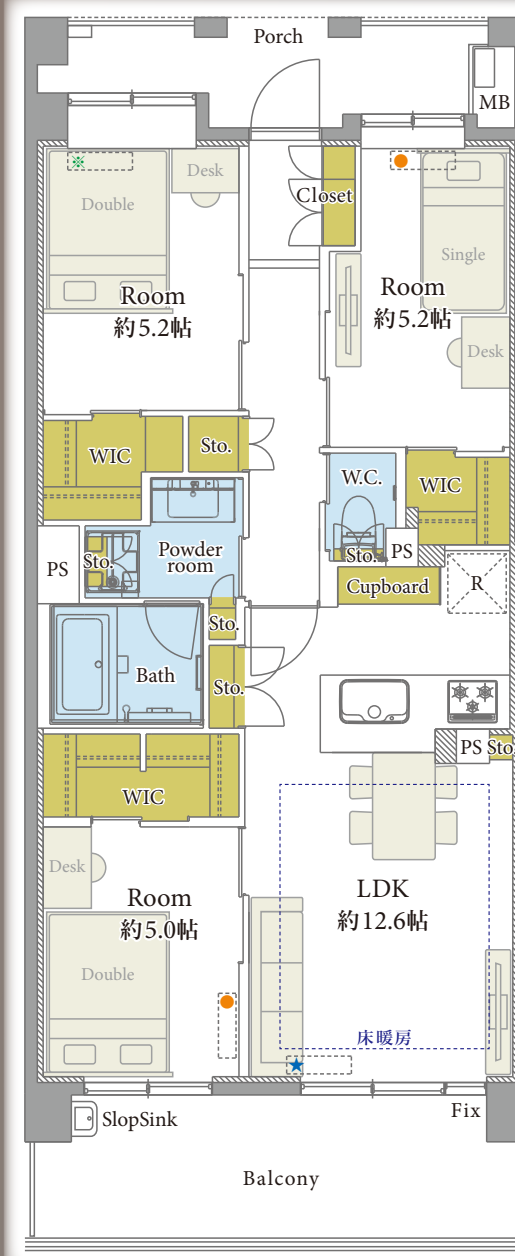 Porch
MB
Desk
Double
Closet
Single
Room
約5.2帖
Room
約5.2帖
Desk
WIC
Sto.
W.C.
WIC
PS
Sto.
Powder
room
Sto.
PS
Cupboard
R
Sto.
Bath
Sto.
PS
Sto
WIC
Desk
Room
約5.0帖
LDK
約12.6帖
Double
床暖房
SlopSink
Fix
Balcony